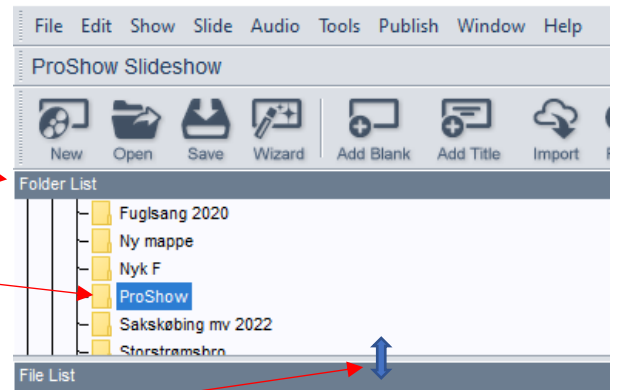 File Edit Show Slide Audio Tools Publish Window Help
ProShow Slideshow
New Open Save Wizard Add Blank Add Title Import
Folder List
Fuglsang 2020
Ny mappe
Nyk F
ProShow
Sakskøbing mv 2022
Storstrømsbro
File List